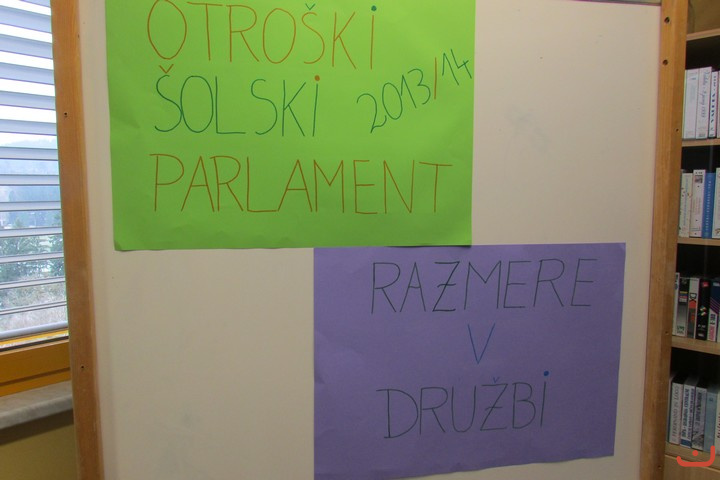 OTROŠKi
ŠOLSKi 2013/14
PARLAMENT
RAZMERE
V
DRUŽBi